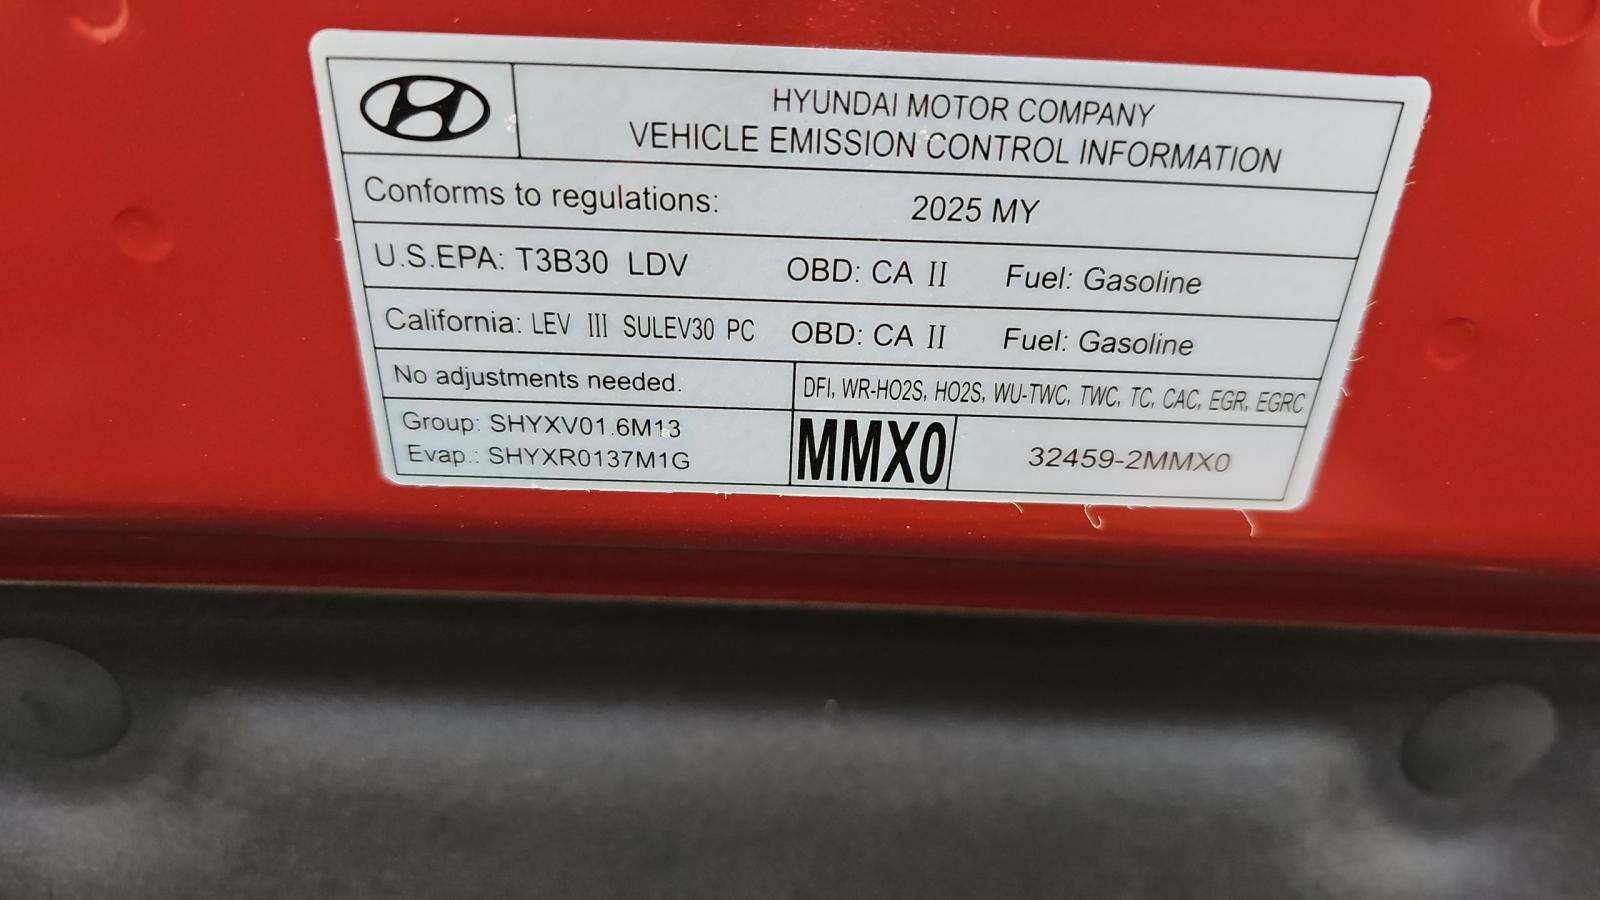 HYUNDAI MOTOR COMPANY
VEHICLE EMISSION CONTROL INFORMATION
Conforms to regulations: 2025 MY
U.S.EPA: T3B30 LDV OBD: CA II Fuel: Gasoline
California: LEV III SULEV30 PC OBD: CA II Fuel: Gasoline
No adjustments needed. DFI, WR-HO2S, HO2S, WU-TWC, TWC, TC, CAC, EGR, EGRC
Group: SHYXV01.6M13
Evap.: SHYXR0137M1G
MMX0 32459-2MMX0